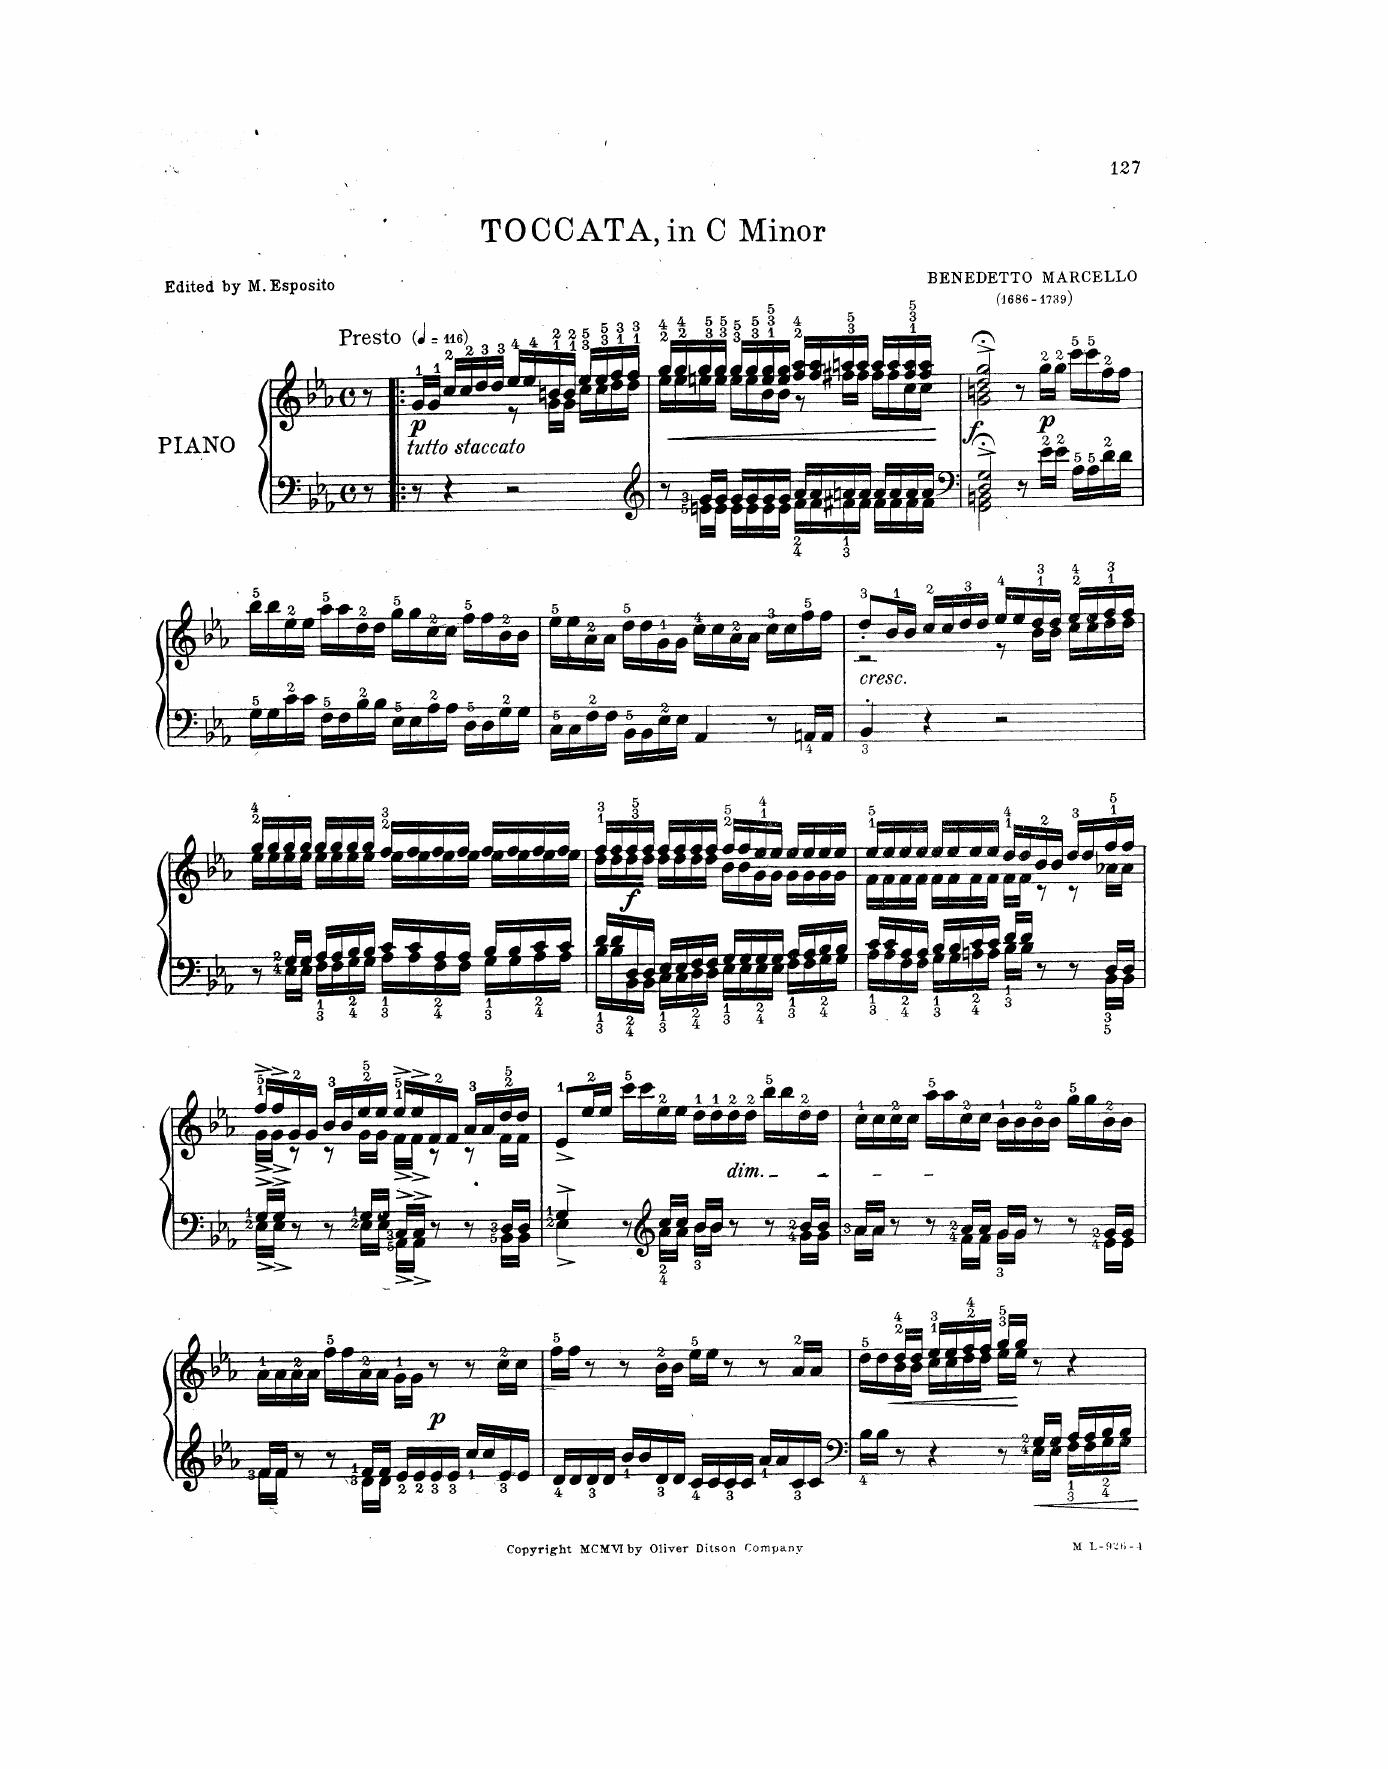 127
TOCCATA, in C Minor
Edited by M. Esposito
BENEDETTO MARCELLO
(1686-1739)
Presto (♩ = 116)
PIANO
p
tutto staccato
f
p
cresc.
f
dim.
p
Copyright MCMVI by Oliver Ditson Company
M L-926-4